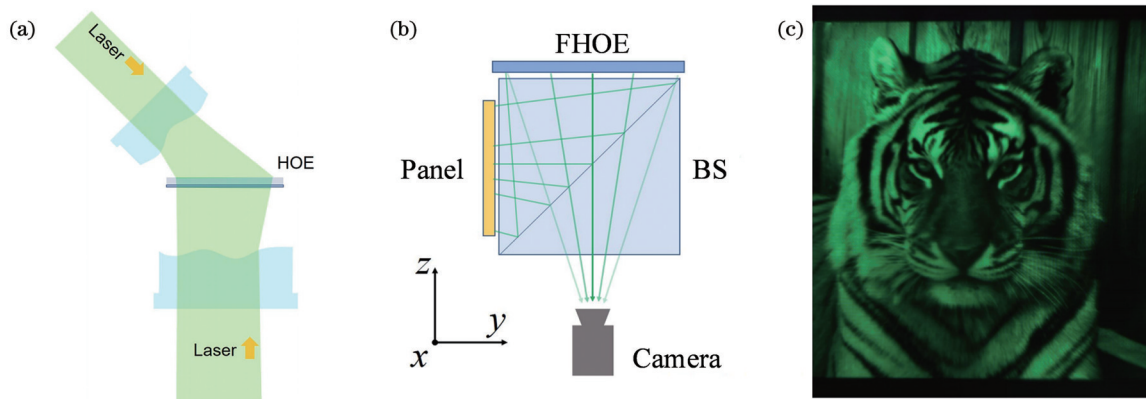 (a)
Laser
HOE
Laser
(b)
FHOE
Panel
BS
z
y
x
Camera
(c)